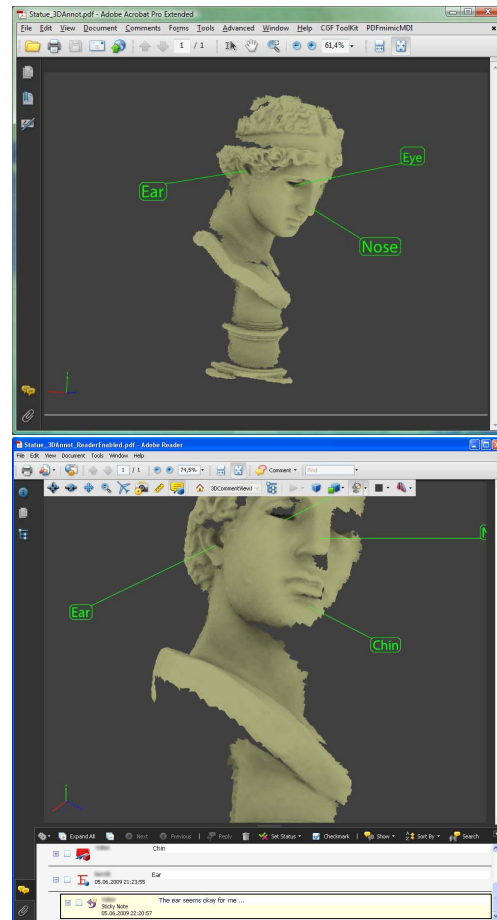 Statue_3DAnnot.pdf - Adobe Acrobat Pro Extended
File Edit View Document Comments Forms Tools Advanced Window Help CGF ToolKit PDFmimicMDI
1 / 1 61,4%
Eye
Ear
Nose
Statue_3DAnnot_ReaderEnabled.pdf - Adobe Reader
File Edit View Document Tools Window Help
1 / 1 74,5% Comment Find
3DCommentView1
Ear
Chin
Expand All Next Previous Reply Set Status Checkmark Show Sort By Search
Chin
Ear
05.06.2009 21:23:55
The ear seems okay for me ...
Sticky Note
05.06.2009 22:20:57